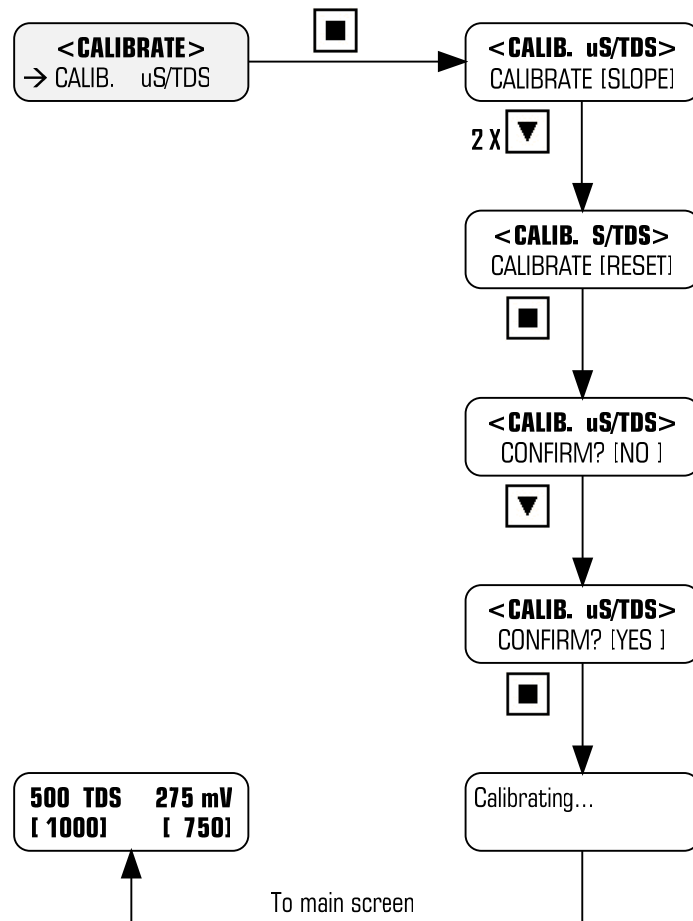 <CALIBRATE>
→ CALIB. uS/TDS
<CALIB. uS/TDS>
CALIBRATE [SLOPE]
2 X
<CALIB. S/TDS>
CALIBRATE [RESET]
<CALIB. uS/TDS>
CONFIRM? [NO ]
<CALIB. uS/TDS>
CONFIRM? [YES ]
500 TDS 275 mV
[ 1000] [ 750]
Calibrating...
To main screen